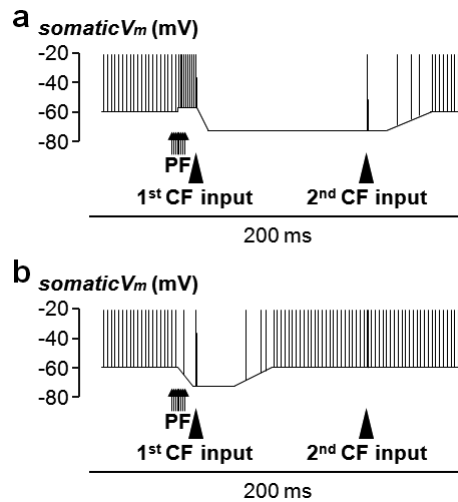 a somaticVm (mV)
-20
-40
-60
-80
PF
1st CF input 2nd CF input
200 ms
b somaticVm (mV)
-20
-40
-60
-80
PF
1st CF input 2nd CF input
200 ms